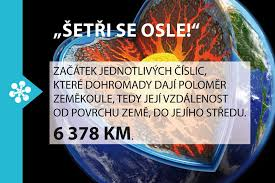 „ŠETŘI SE OSLE!“
ZAČÁTEK JEDNOTLIVÝCH ČÍSLIC,
KTERÉ DOHROMADY DAJÍ POLOMĚR
ZEMĚKOULE, TEDY JEJÍ VZDÁLENOST
OD POVRCHU ZEMĚ, DO JEJÍHO STŘEDU.
6 378 KM.